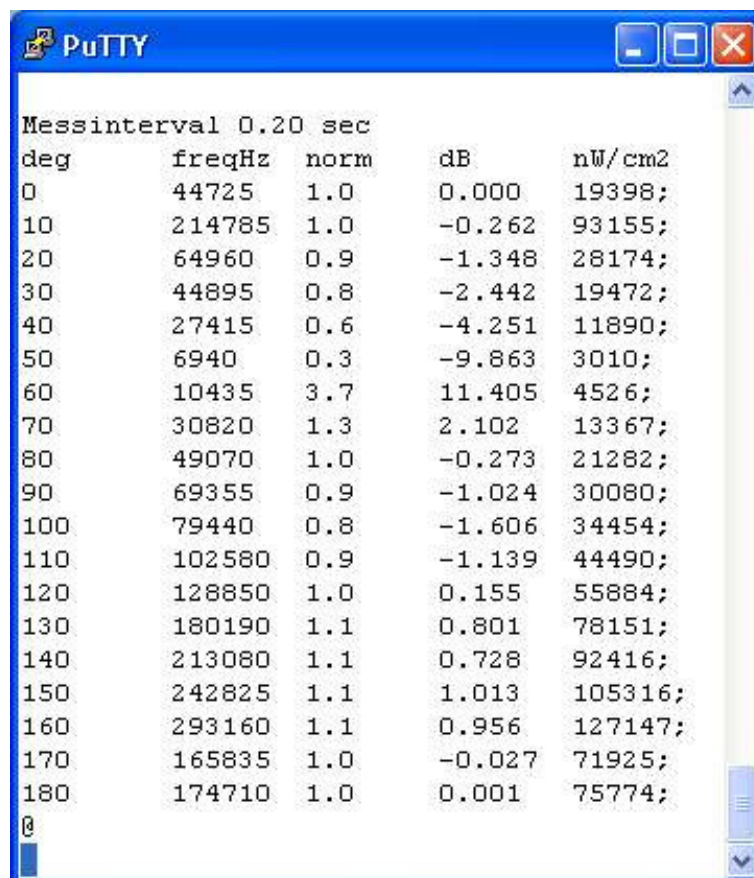 PuTTY
Messinterval 0.20 sec
deg freqHz norm dB nW/cm2
0 44725 1.0 0.000 19398;
10 214785 1.0 -0.262 93155;
20 64960 0.9 -1.348 28174;
30 44895 0.8 -2.442 19472;
40 27415 0.6 -4.251 11890;
50 6940 0.3 -9.863 3010;
60 10435 3.7 11.405 4526;
70 30820 1.3 2.102 13367;
80 49070 1.0 -0.273 21282;
90 69355 0.9 -1.024 30080;
100 79440 0.8 -1.606 34454;
110 102580 0.9 -1.139 44490;
120 128850 1.0 0.155 55884;
130 180190 1.1 0.801 78151;
140 213080 1.1 0.728 92416;
150 242825 1.1 1.013 105316;
160 293160 1.1 0.956 127147;
170 165835 1.0 -0.027 71925;
180 174710 1.0 0.001 75774;
@